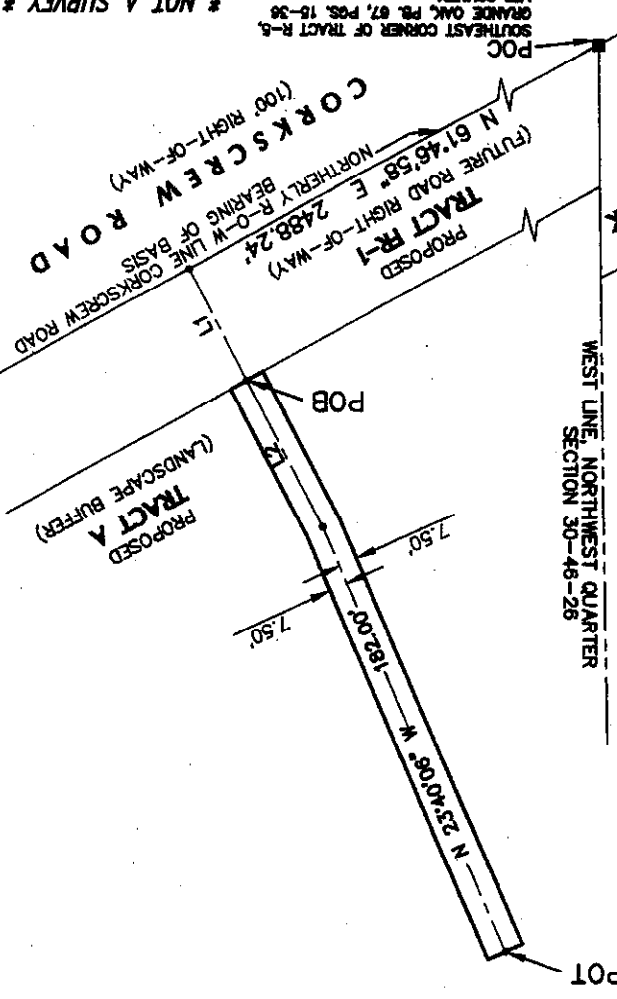 POT
N 23°40'06" W 182.00'
7.50'
7.50'
WEST LINE, NORTHWEST QUARTER
SECTION 30-46-26
PROPOSED
TRACT A
(LANDSCAPE BUFFER)
L2
POB
L1
PROPOSED
TRACT FR-1
(FUTURE ROAD RIGHT-OF-WAY)
N 61°46'58" E 2488.24'
NORTHERLY R-O-W LINE OF CORKSCREW ROAD
BEARING BASIS
CORKSCREW ROAD
(100' RIGHT-OF-WAY)
POC
SOUTHEAST CORNER OF TRACT R-5,
GRANDE OAK, PB. 67, PGS. 15-36
* NOT A SURVEY *